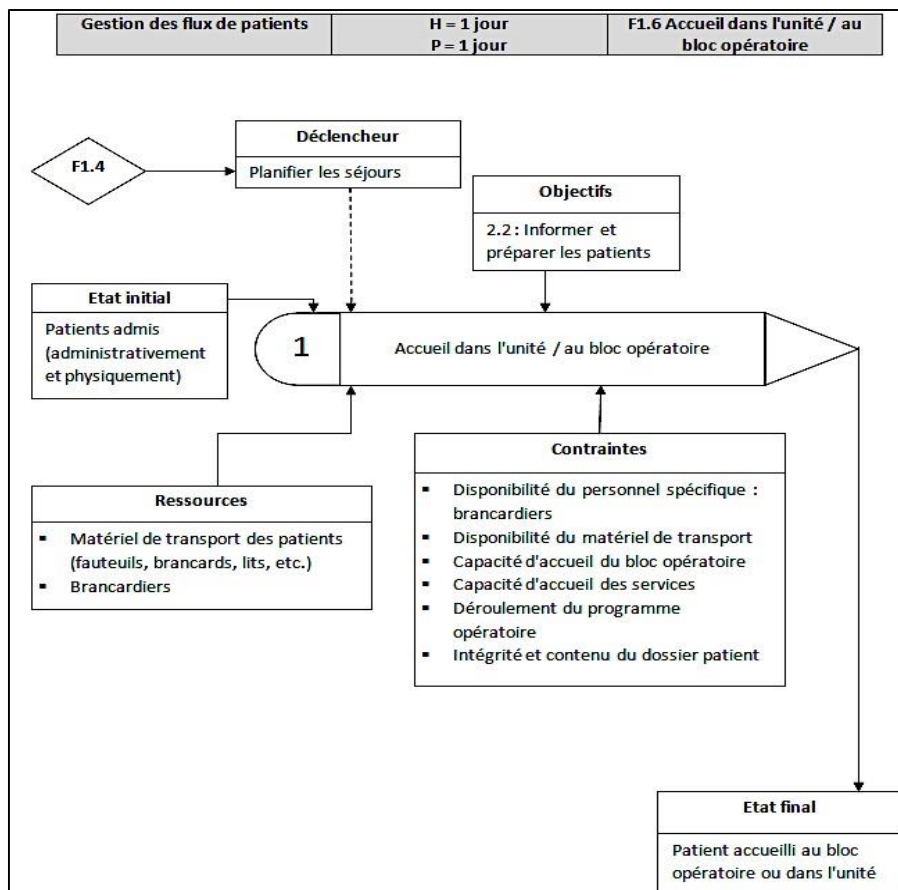 Gestion des flux de patients
H = 1 jour
P = 1 jour
F1.6 Accueil dans l'unité / au
bloc opératoire
F1.4
Déclencheur
Planifier les séjours
Objectifs
2.2 : Informer et
préparer les patients
Etat initial
Patients admis
(administrativement
et physiquement)
1
Accueil dans l'unité / au bloc opératoire
Ressources
▪ Matériel de transport des patients
(fauteuils, brancards, lits, etc.)
▪ Brancardiers
Contraintes
▪ Disponibilité du personnel spécifique :
brancardiers
▪ Disponibilité du matériel de transport
▪ Capacité d'accueil du bloc opératoire
▪ Capacité d'accueil des services
▪ Déroulement du programme
opératoire
▪ Intégrité et contenu du dossier patient
Etat final
Patient accueilli au bloc
opératoire ou dans l'unité